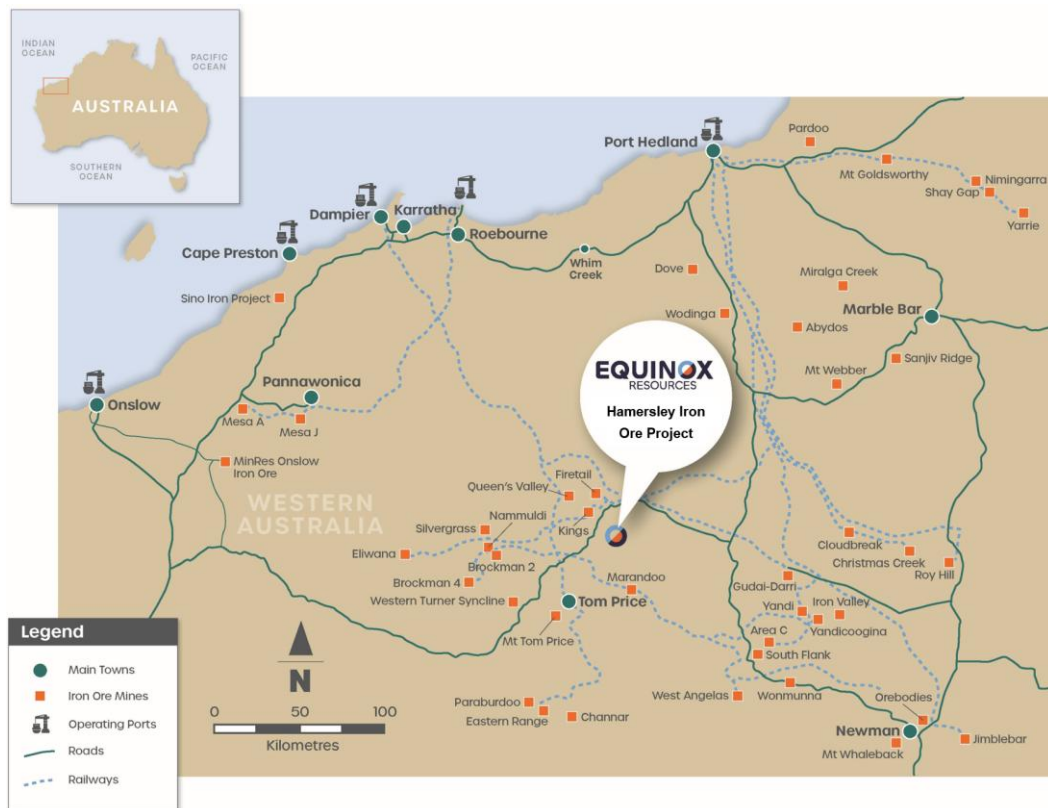 INDIAN
OCEAN
PACIFIC
OCEAN
AUSTRALIA
SOUTHERN
OCEAN
Port Hedland
Pardoo
Mt Goldsworthy
Nimingarra
Shay Gap
Yarrie
Dampier
Karratha
Roebourne
Cape Preston
Whim
Creek
Dove
Miralga Creek
Sino Iron Project
Wodinga
Marble Bar
Abydos
EQUINOX
RESOURCES
Hamersley Iron
Ore Project
Sanjiv Ridge
Mt Webber
Pannawonica
Onslow
Mesa A
Mesa J
MinRes Onslow
Iron Ore
WESTERN
AUSTRALIA
Firetail
Queen's Valley
Nammuldi
Kings
Silvergrass
Eliwana
Brockman 2
Brockman 4
Cloudbreak
Christmas Creek
Roy Hill
Marandoo
Gudai-Darri
Western Turner Syncline
Tom Price
Yandi
Iron Valley
Yandicoogina
Mt Tom Price
Area C
South Flank
West Angelas
Wonmunna
Orebodies
Paraburdoo
Eastern Range
Channar
Newman
Mt Whaleback
Jimblebar
Legend
Main Towns
Iron Ore Mines
Operating Ports
Roads
Railways
N
0 50 100
Kilometres